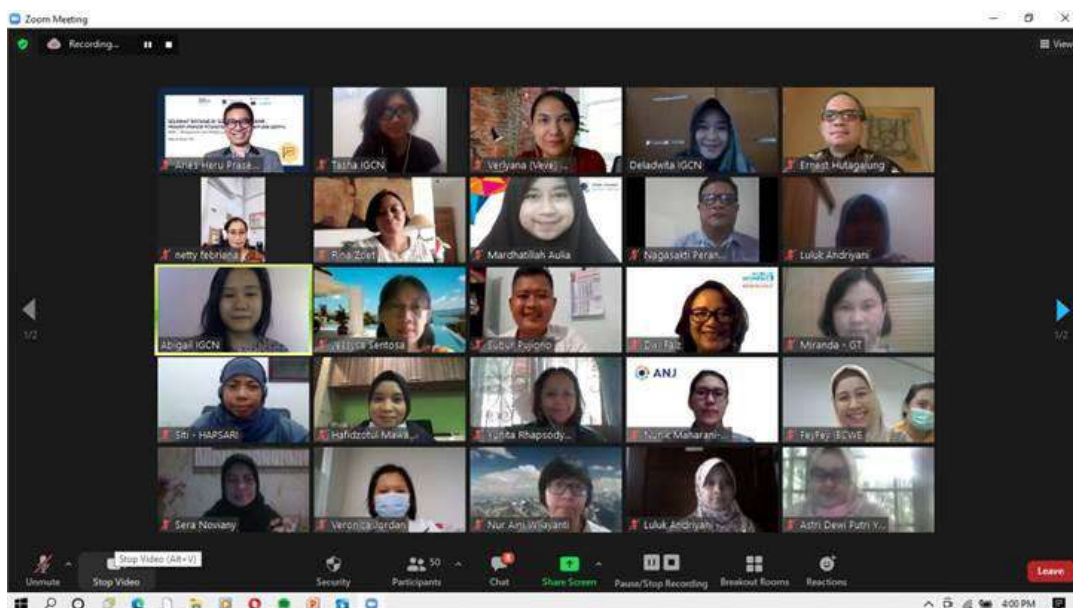 Zoom Meeting
Recording...
View
Aries Heru Prase...
Tasha IGCN
Verlyana (Veve) ...
Deladwita IGCN
Ernest Hutagalung
netty febriana
Rina Zoet
Mardhatillah Aulia
Nagasakti Peran...
Luluk Andriyani
1/2
1/2
Abigail IGCN
Jessyca Sentosa
Subur Pujiono
Dwi Faiz
Miranda - GT
ANJ
Siti - HAPSARI
Hafidzotul Mawa...
Yunita Rhapsody...
Nunik Maharani-...
FeyFey IBCWE
Sera Noviany
Veronica Jordan
Nur Aini Wijayanti
Luluk Andriyani
Astri Dewi Putri Y...
Stop Video (Alt+V)
Unmute
Stop Video
Security
50
Participants
Chat
Share Screen
Pause/Stop Recording
Breakout Rooms
Reactions
Leave
4:00 PM